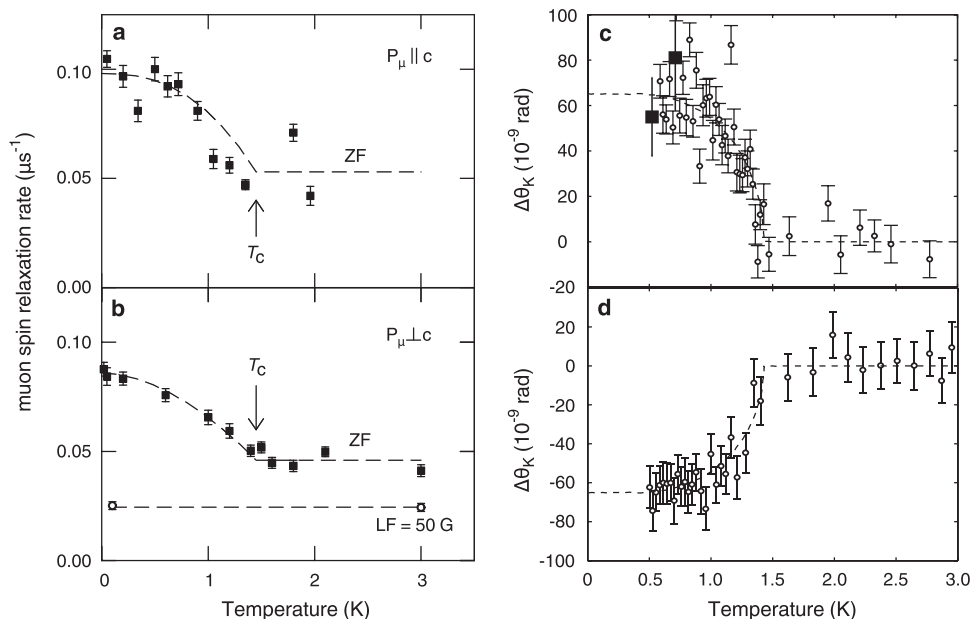 muon spin relaxation rate (μs⁻¹)
a
P_μ || c
0.10
0.05
0.00
ZF
T_C
b
P_μ ⊥ c
0.10
0.05
0.00
T_C
ZF
LF = 50 G
0 1 2 3
Temperature (K)
c
Δθ_K (10⁻⁹ rad)
100
80
60
40
20
0
-20
d
Δθ_K (10⁻⁹ rad)
20
0
-20
-40
-60
-80
-100
0 0.5 1.0 1.5 2.0 2.5 3.0
Temperature (K)